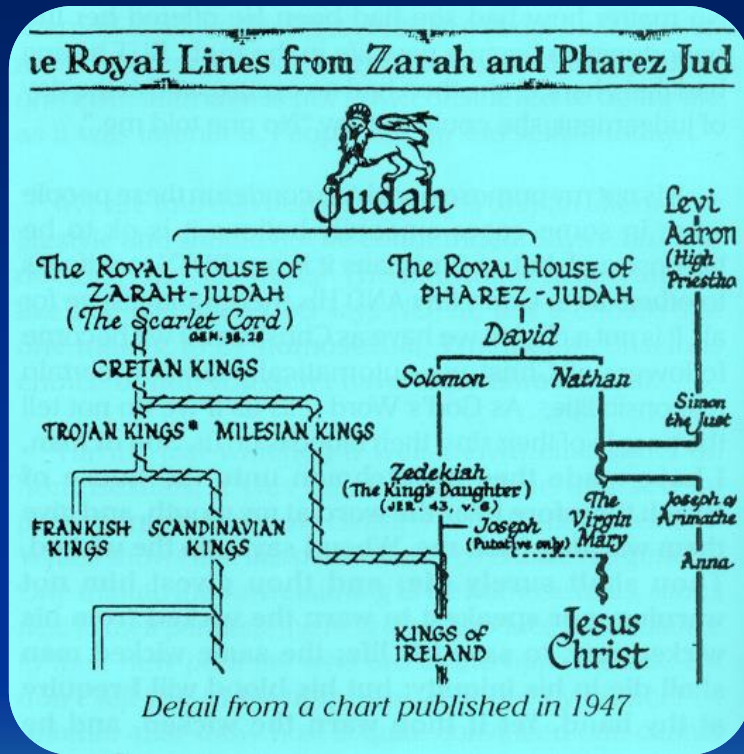 ie Royal Lines from Zarah and Pharez Jud
Judah
Levi
Aaron
(High
Priestho
The ROYAL HOUSE of
ZARAH-JUDAH
(The Scarlet Cord)
GEN. 38.28
The ROYAL HOUSE of
PHAREZ-JUDAH
David
CRETAN KINGS
Solomon
Nathan
TROJAN KINGS*
MILESIAN KINGS
Simon
the Just
Zedekiah
(The King's Daughter)
(JER. 43. v. 6)
FRANKISH
KINGS
SCANDINAVIAN
KINGS
Joseph
(Putative only)
The
Virgin
Mary
Joseph of
Arimathe
Anna
KINGS of
IRELAND
Jesus
Christ
Detail from a chart published in 1947